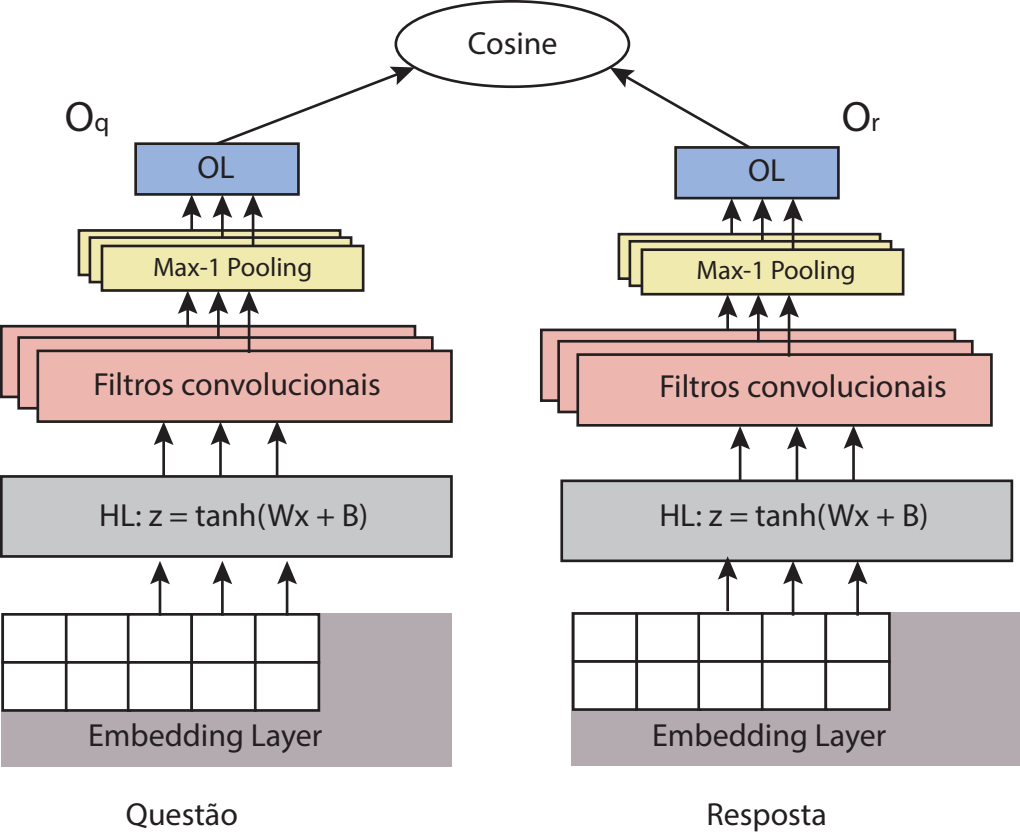 Cosine
Oq
Or
OL
OL
Max-1 Pooling
Max-1 Pooling
Filtros convolucionais
Filtros convolucionais
HL: z = tanh(Wx + B)
HL: z = tanh(Wx + B)
Embedding Layer
Embedding Layer
Questão
Resposta